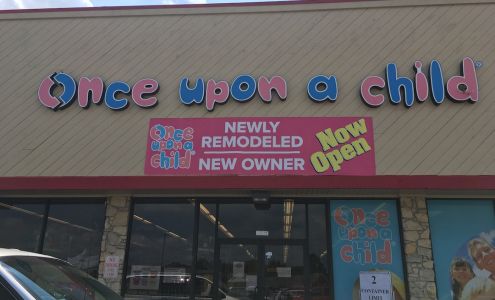 Once upon a child
Once
upon a
child
NEWLY
REMODELED
NEW OWNER
Now
Open
Once
upon a
child
2
CONTAINER
LIMIT